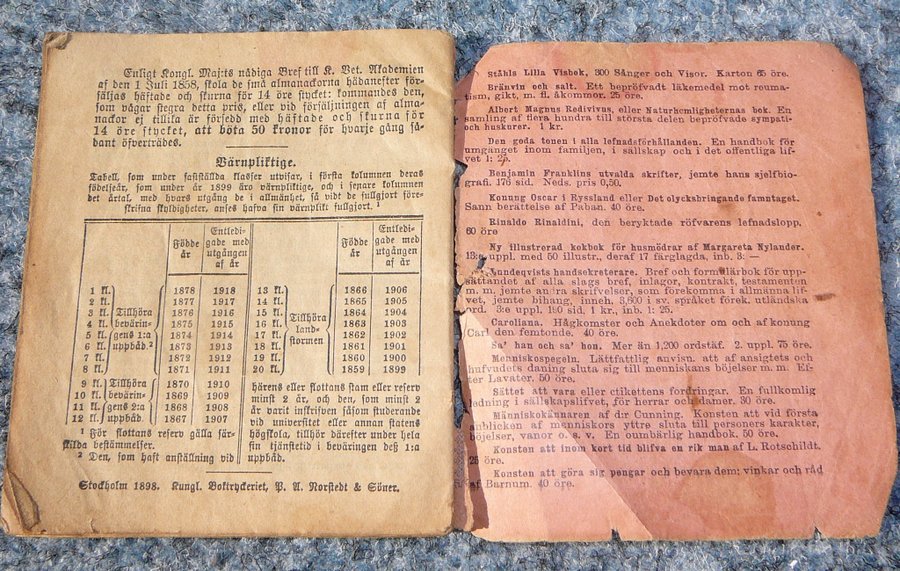 Enligt Kongl. Maj:ts nådiga Bref till K. Vet. Akademien
af den 1 Juli 1858, skola de små almanackorna hädanefter för-
säljas häftade och skurna för 14 öre stycket: kommandes den,
som vågar stegra detta pris, eller vid försäljningen af alma-
nackor ej tillika är försedd med häftade och skurna för
14 öre stycket, att böta 50 kronor för hvarje gång så-
dant öfverträdes.
Värnpliktige.
Tabell, som under fastställda klasser utvisar, i första kolumnen deras
födelseår, som under år 1899 äro värnpliktige, och i senare kolumnen
det årtal, med hvars utgång de i allmänhet, så vidt de fullgjort före-
skrifna skyldigheter, anses hafva sin värnplikt fullgjort. 1
Födde år
Entledi-gade med utgången af år
Födde år
Entledi-gade med utgången af år
1 kl. 1878 1918
2 kl. 1877 1917
3 kl. 1876 1916
4 kl. 1875 1915
5 kl. 1874 1914
6 kl. 1873 1913
7 kl. 1872 1912
8 kl. 1871 1911
Tillhöra
bevärin-
gens 1:a
uppbåd. 2
9 kl. 1870 1910
10 kl. 1869 1909
11 kl. 1868 1908
12 kl. 1867 1907
Tillhöra
bevärin-
gens 2:a
uppbåd.
1 För flottans reserv gälla sär-
skilda bestämmelser.
2 Den, som haft anställning vid
13 kl. 1866 1906
14 kl. 1865 1905
15 kl. 1864 1904
16 kl. 1863 1903
17 kl. 1862 1902
18 kl. 1861 1901
19 kl. 1860 1900
20 kl. 1859 1899
Tillhöra
land-
stormen
härens eller flottans stam eller reserv
minst 2 år, och den, som minst 2
år varit inskrifven såsom studerande
vid universitet eller annan statens
högskola, tillhör därefter under hela
sin tjänstetid i beväringen deß 1:a
uppbåd.
Stockholm 1898. Kungl. Boktryckeriet, P. A. Norstedt & Söner.
Ståhls Lilla Visbok, 300 Sånger och Visor. Karton 65 öre.
Bränvin och salt. Ett bepröfvadt läkemedel mot rouma-
tism, gikt, m. fl. åkommor. 25 öre.
Albert Magnus Redivivus, eller Naturhemligheternas bok. En
samling af flera hundra till största delen bepröfvade sympati-
och huskurer. 1 kr.
Den goda tonen i alla lefnadsförhållanden. En handbok för
umgänget inom familjen, i sällskap och i det offentliga lif-
vet 1: 25.
Benjamin Franklins utvalda skrifter, jemte hans sjelfbio-
grafi. 176 sid. Neds. pris 0,50.
Konung Oscar i Ryssland eller Det olycksbringande famntaget.
Sann berättelse af Paban. 40 öre.
Rinaldo Rinaldini, den beryktade röfvarens lefnadslopp.
60 öre
Ny illustrerad kokbok för husmödrar af Margareta Nylander.
13:e uppl. med 50 illustr., deraf 17 färglagda, inb. 3: —
Lundeqvists handsekreterare. Bref och formulärbok för upp-
sättandet af alla slags bref, inlagor, kontrakt, testamenten
m. m. jemte andra skrifvelser, som förekomma i allmänna lif-
vet, jemte bihang, inneh. 3,600 i sv. språket förek. utländska
ord. 3:e uppl. 190 sid. 1 kr., inb. 1: 25.
Caroliana. Hågkomster och Anekdoter om och af konung
Carl den femtonde. 40 öre.
Sa' han och sa' hon. Mer än 1,200 ordstäf. 2. uppl. 75 öre.
Menniskospegeln. Lättfattlig anvisn. att af ansigtets och
hufvudets daning sluta sig till menniskans böjelser m. m. Ef-
ter Lavater. 50 öre.
Sättet att vara eller etikettens fordringar. En fullkomlig
ledning i sällskapslifvet, för herrar och damer. 30 öre.
Människokännaren af d:r Cunning. Konsten att vid första
anblicken af menniskors yttre sluta till personers karakter,
böjelser, vanor o. s. v. En oumbärlig handbok. 50 öre.
Konsten att inom kort tid blifva en rik man af L. Rotschild.
25 öre.
Konsten att göra sig pengar och bevara dem; vinkar och råd
af Barnum. 40 öre.